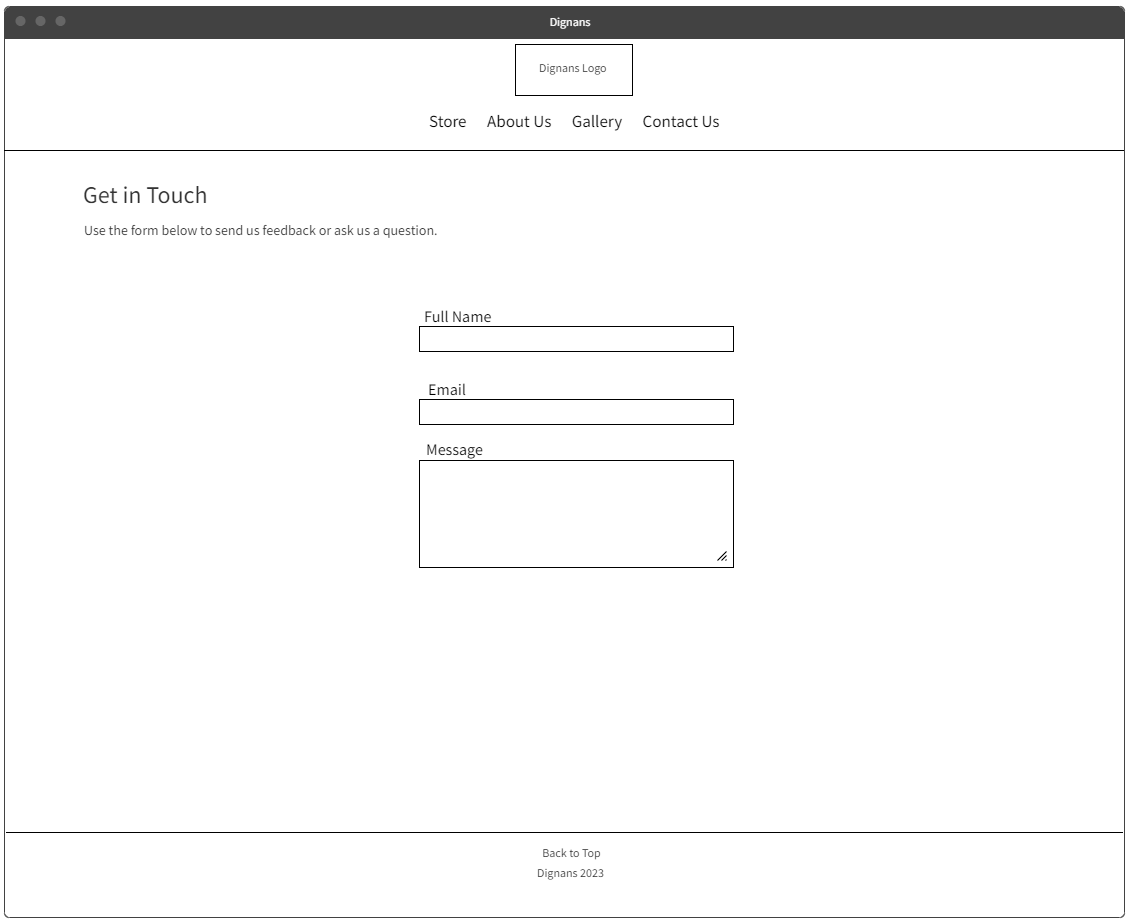 Dignans
Dignans Logo
Store About Us Gallery Contact Us
Get in Touch
Use the form below to send us feedback or ask us a question.
Full Name
Email
Message
Back to Top
Dignans 2023